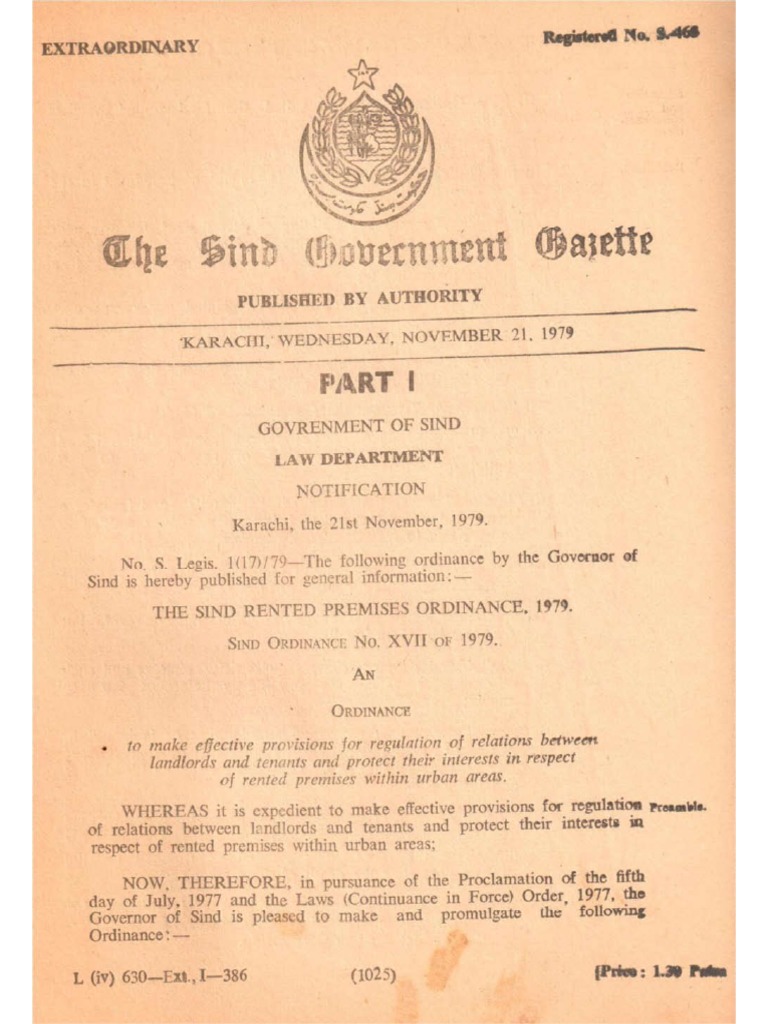 EXTRAORDINARY
Registered No. S.-46
The Sind Government Gazette
PUBLISHED BY AUTHORITY
KARACHI, WEDNESDAY, NOVEMBER 21, 1979
PART I
GOVRENMENT OF SIND
LAW DEPARTMENT
NOTIFICATION
Karachi, the 21st November, 1979.
No. S. Legis. 1(17)/79—The following ordinance by the Governor of
Sind is hereby published for general information:—
THE SIND RENTED PREMISES ORDINANCE, 1979.
SIND ORDINANCE NO. XVII OF 1979.
AN
ORDINANCE
to make effective provisions for regulation of relations between
landlords and tenants and protect their interests in respect
of rented premises within urban areas.
WHEREAS it is expedient to make effective provisions for regulation Preamble.
of relations between landlords and tenants and protect their interests in
respect of rented premises within urban areas;
NOW, THEREFORE, in pursuance of the Proclamation of the fifth
day of July, 1977 and the Laws (Continuance in Force) Order, 1977, the
Governor of Sind is pleased to make and promulgate the following
Ordinance:—
L (iv) 630—Ext., I—386
(1025)
[Price : 1.30